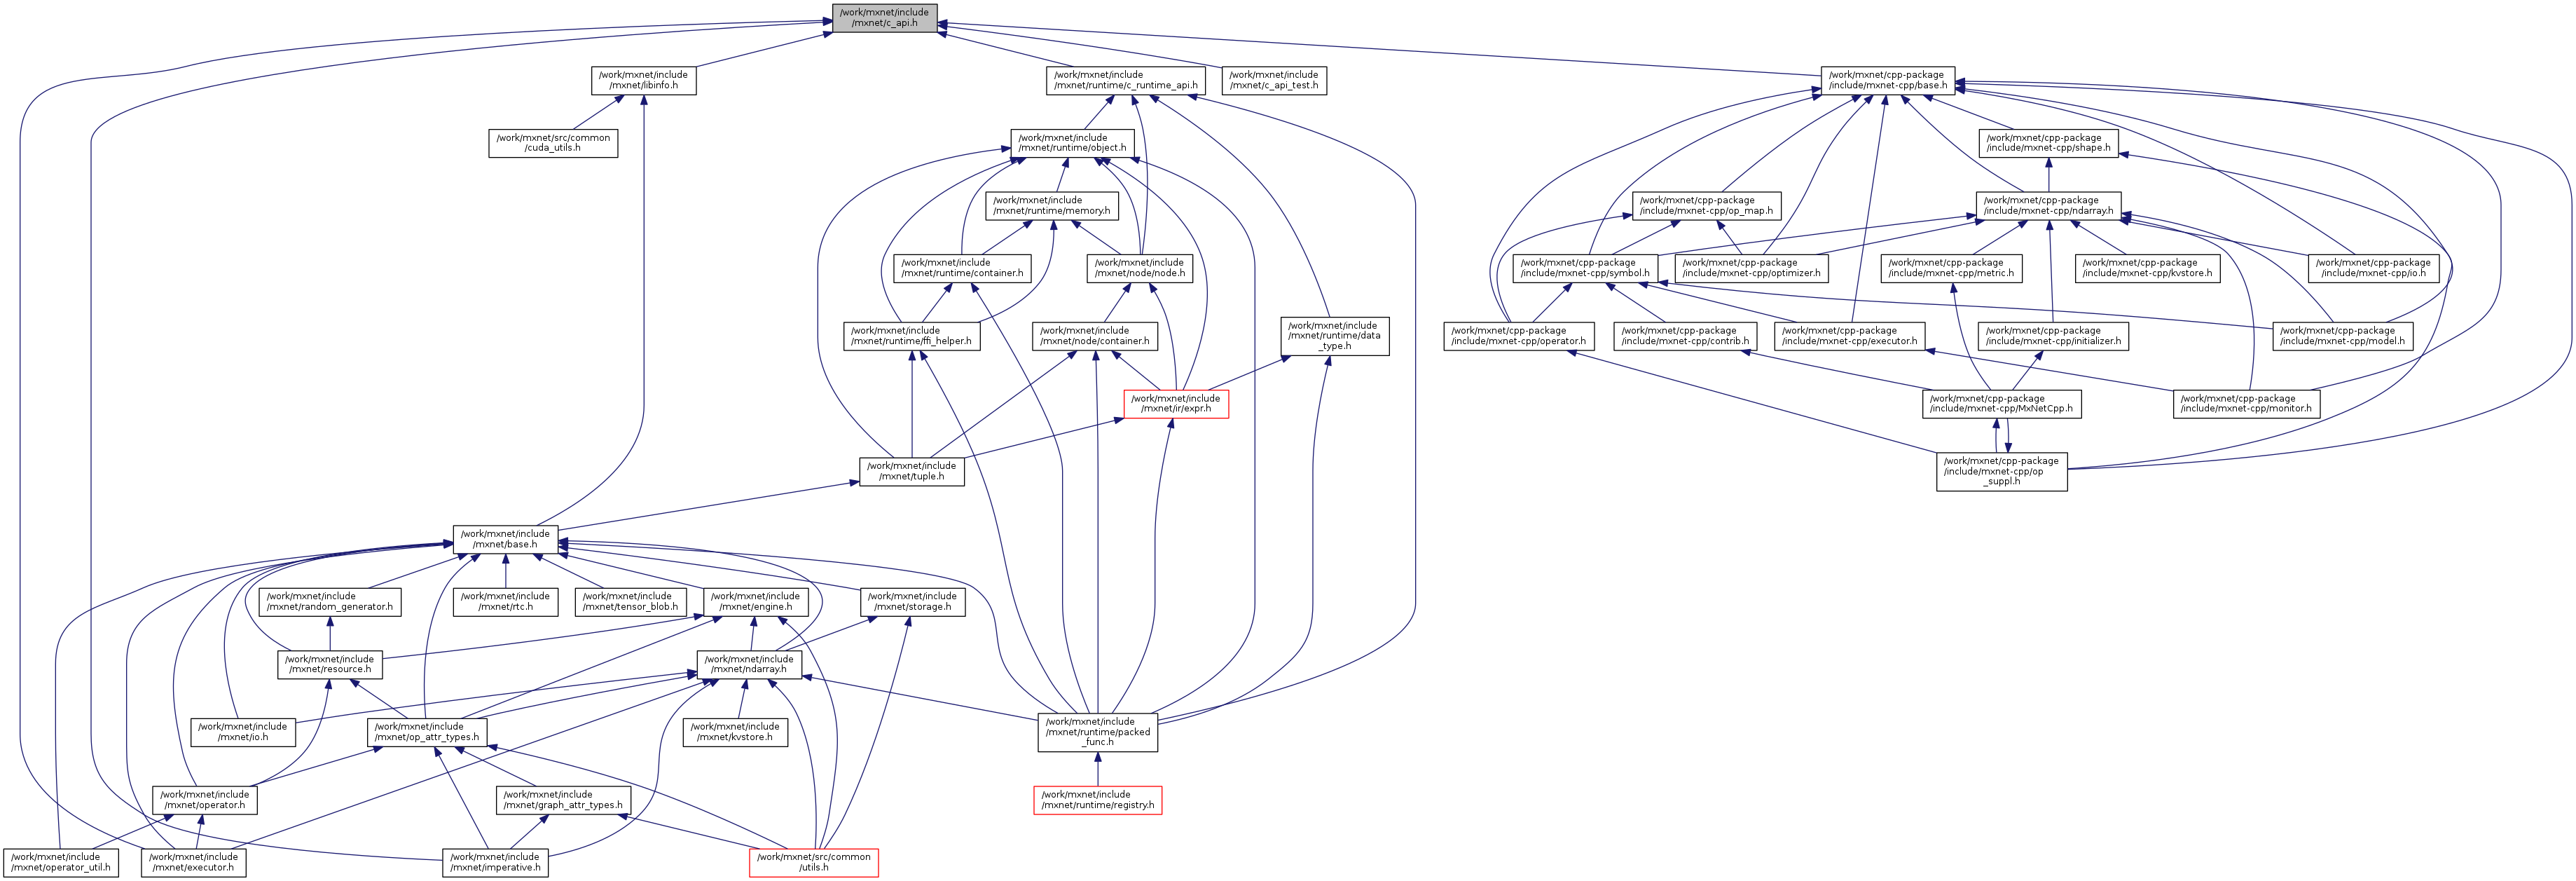 /work/mxnet/include
/mxnet/c_api.h
/work/mxnet/include
/mxnet/libinfo.h
/work/mxnet/include
/mxnet/runtime/c_runtime_api.h
/work/mxnet/include
/mxnet/c_api_test.h
/work/mxnet/cpp-package
/include/mxnet-cpp/base.h
/work/mxnet/src/common
/cuda_utils.h
/work/mxnet/include
/mxnet/runtime/object.h
/work/mxnet/cpp-package
/include/mxnet-cpp/shape.h
/work/mxnet/include
/mxnet/runtime/memory.h
/work/mxnet/cpp-package
/include/mxnet-cpp/op_map.h
/work/mxnet/cpp-package
/include/mxnet-cpp/ndarray.h
/work/mxnet/include
/mxnet/runtime/container.h
/work/mxnet/include
/mxnet/node/node.h
/work/mxnet/cpp-package
/include/mxnet-cpp/symbol.h
/work/mxnet/cpp-package
/include/mxnet-cpp/optimizer.h
/work/mxnet/cpp-package
/include/mxnet-cpp/metric.h
/work/mxnet/cpp-package
/include/mxnet-cpp/kvstore.h
/work/mxnet/cpp-package
/include/mxnet-cpp/io.h
/work/mxnet/include
/mxnet/runtime/ffi_helper.h
/work/mxnet/include
/mxnet/node/container.h
/work/mxnet/include
/mxnet/runtime/data
_type.h
/work/mxnet/cpp-package
/include/mxnet-cpp/operator.h
/work/mxnet/cpp-package
/include/mxnet-cpp/contrib.h
/work/mxnet/cpp-package
/include/mxnet-cpp/executor.h
/work/mxnet/cpp-package
/include/mxnet-cpp/initializer.h
/work/mxnet/cpp-package
/include/mxnet-cpp/model.h
/work/mxnet/include
/mxnet/ir/expr.h
/work/mxnet/cpp-package
/include/mxnet-cpp/MxNetCpp.h
/work/mxnet/cpp-package
/include/mxnet-cpp/monitor.h
/work/mxnet/include
/mxnet/tuple.h
/work/mxnet/cpp-package
/include/mxnet-cpp/op
_suppl.h
/work/mxnet/include
/mxnet/base.h
/work/mxnet/include
/mxnet/random_generator.h
/work/mxnet/include
/mxnet/rtc.h
/work/mxnet/include
/mxnet/tensor_blob.h
/work/mxnet/include
/mxnet/engine.h
/work/mxnet/include
/mxnet/storage.h
/work/mxnet/include
/mxnet/resource.h
/work/mxnet/include
/mxnet/ndarray.h
/work/mxnet/include
/mxnet/io.h
/work/mxnet/include
/mxnet/op_attr_types.h
/work/mxnet/include
/mxnet/kvstore.h
/work/mxnet/include
/mxnet/runtime/packed
_func.h
/work/mxnet/include
/mxnet/operator.h
/work/mxnet/include
/mxnet/graph_attr_types.h
/work/mxnet/include
/mxnet/runtime/registry.h
/work/mxnet/include
/mxnet/operator_util.h
/work/mxnet/include
/mxnet/executor.h
/work/mxnet/include
/mxnet/imperative.h
/work/mxnet/src/common
/utils.h